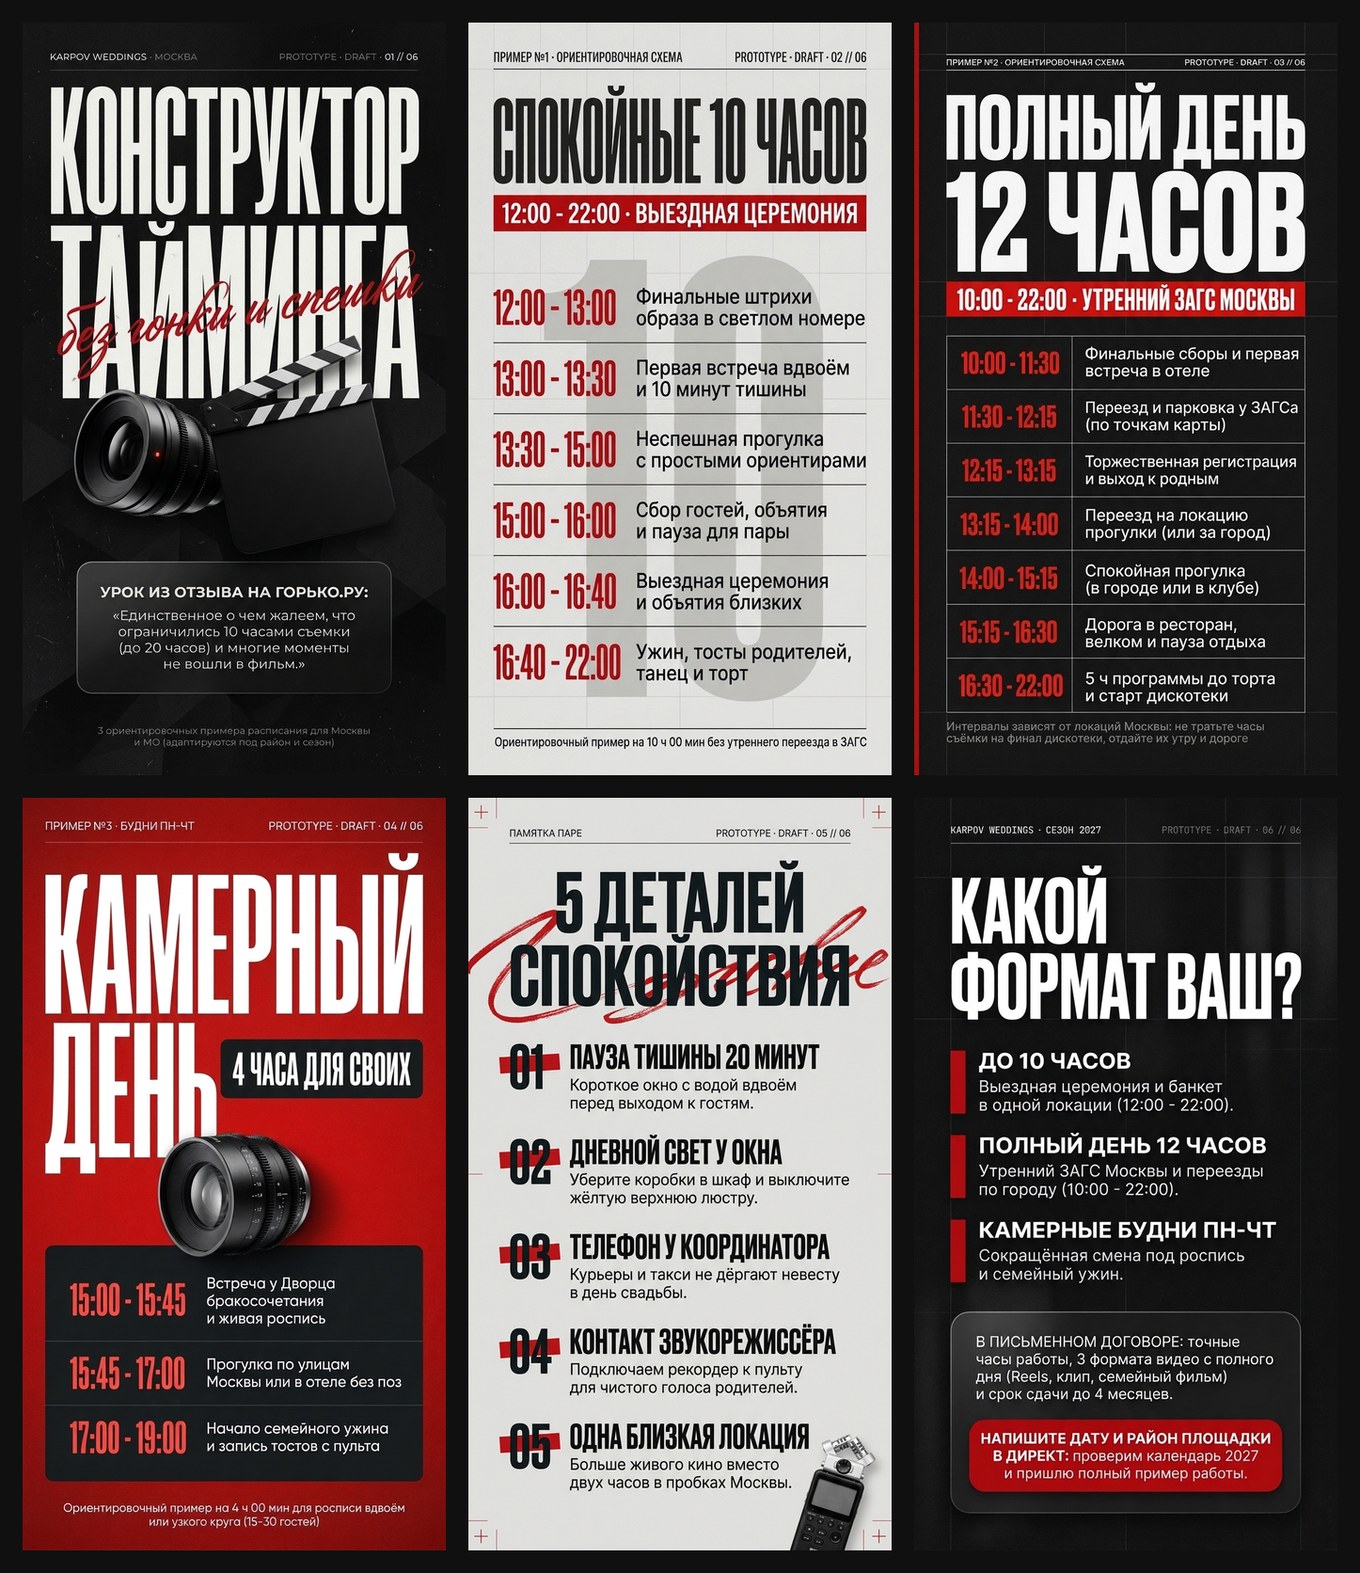 KARPOV WEDDINGS · МОСКВА
PROTOTYPE · DRAFT · 01 // 06
КОНСТРУКТОР
ТАЙМИНГА
без гонки и спешки
УРОК ИЗ ОТЗЫВА НА ГОРЬКО.РУ:
«Единственное о чем жалеем, что
ограничились 10 часами съемки
(до 20 часов) и многие моменты
не вошли в фильм.»
3 ориентировочных примера расписания для Москвы
и МО (адаптируются под район и сезон)
ПРИМЕР №1 · ОРИЕНТИРОВОЧНАЯ СХЕМА
PROTOTYPE · DRAFT · 02 // 06
СПОКОЙНЫЕ 10 ЧАСОВ
12:00 - 22:00 · ВЫЕЗДНАЯ ЦЕРЕМОНИЯ
10
12:00 - 13:00
Финальные штрихи
образа в светлом номере
13:00 - 13:30
Первая встреча вдвоём
и 10 минут тишины
13:30 - 15:00
Неспешная прогулка
с простыми ориентирами
15:00 - 16:00
Сбор гостей, объятия
и пауза для пары
16:00 - 16:40
Выездная церемония
и объятия близких
16:40 - 22:00
Ужин, тосты родителей,
танец и торт
Ориентировочный пример на 10 ч 00 мин без утреннего переезда в ЗАГС
ПРИМЕР №2 · ОРИЕНТИРОВОЧНАЯ СХЕМА
PROTOTYPE · DRAFT · 03 // 06
ПОЛНЫЙ ДЕНЬ
12 ЧАСОВ
10:00 - 22:00 · УТРЕННИЙ ЗАГС МОСКВЫ
10:00 - 11:30
Финальные сборы и первая
встреча в отеле
11:30 - 12:15
Переезд и парковка у ЗАГСа
(по точкам карты)
12:15 - 13:15
Торжественная регистрация
и выход к родным
13:15 - 14:00
Переезд на локацию
прогулки (или за город)
14:00 - 15:15
Спокойная прогулка
(в городе или в клубе)
15:15 - 16:30
Дорога в ресторан,
велком и пауза отдыха
16:30 - 22:00
5 ч программы до торта
и старт дискотеки
Интервалы зависят от локаций Москвы: не тратьте часы
съёмки на финал дискотеки, отдайте их утру и дороге
ПРИМЕР №3 · БУДНИ ПН-ЧТ
PROTOTYPE · DRAFT · 04 // 06
КАМЕРНЫЙ
ДЕНЬ
4 ЧАСА ДЛЯ СВОИХ
15:00 - 15:45
Встреча у Дворца
бракосочетания
и живая роспись
15:45 - 17:00
Прогулка по улицам
Москвы или в отеле без поз
17:00 - 19:00
Начало семейного ужина
и запись тостов с пульта
Ориентировочный пример на 4 ч 00 мин для росписи вдвоём
или узкого круга (15-30 гостей)
ПАМЯТКА ПАРЕ
PROTOTYPE · DRAFT · 05 // 06
5 ДЕТАЛЕЙ
СПОКОЙСТВИЯ
01
ПАУЗА ТИШИНЫ 20 МИНУТ
Короткое окно с водой вдвоём
перед выходом к гостям.
02
ДНЕВНОЙ СВЕТ У ОКНА
Уберите коробки в шкаф и выключите
жёлтую верхнюю люстру.
03
ТЕЛЕФОН У КООРДИНАТОРА
Курьеры и такси не дёргают невесту
в день свадьбы.
04
КОНТАКТ ЗВУКОРЕЖИССЁРА
Подключаем рекордер к пульту
для чистого голоса родителей.
05
ОДНА БЛИЗКАЯ ЛОКАЦИЯ
Больше живого кино вместо
двух часов в пробках Москвы.
KARPOV WEDDINGS · СЕЗОН 2027
PROTOTYPE · DRAFT · 06 // 06
КАКОЙ
ФОРМАТ ВАШ?
ДО 10 ЧАСОВ
Выездная церемония и банкет
в одной локации (12:00 - 22:00).
ПОЛНЫЙ ДЕНЬ 12 ЧАСОВ
Утренний ЗАГС Москвы и переезды
по городу (10:00 - 22:00).
КАМЕРНЫЕ БУДНИ ПН-ЧТ
Сокращённая смена под роспись
и семейный ужин.
В ПИСЬМЕННОМ ДОГОВОРЕ: точные
часы работы, 3 формата видео с полного
дня (Reels, клип, семейный фильм)
и срок сдачи до 4 месяцев.
НАПИШИТЕ ДАТУ И РАЙОН ПЛОЩАДКИ
В ДИРЕКТ: проверим календарь 2027
и пришлю полный пример работы.